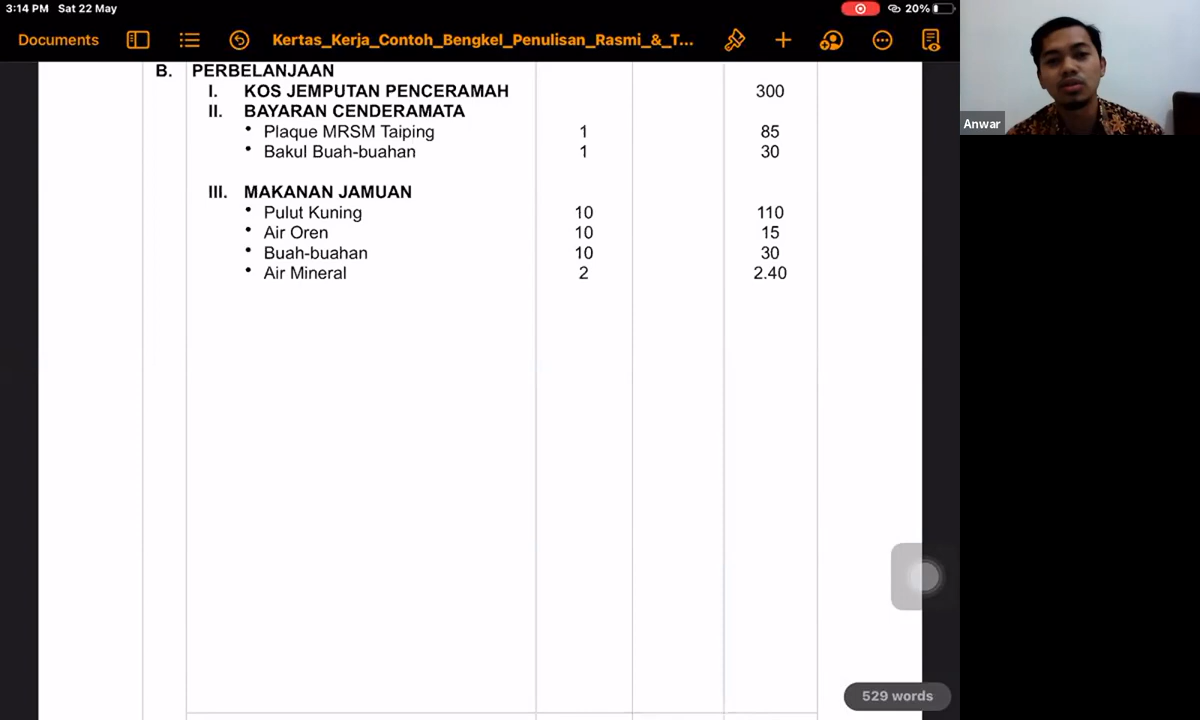 3:14 PM Sat 22 May 20%
Documents Kertas_Kerja_Contoh_Bengkel_Penulisan_Rasmi_&_T...
B. PERBELANJAAN
I. KOS JEMPUTAN PENCERAMAH 300
II. BAYARAN CENDERAMATA
• Plaque MRSM Taiping 1 85
• Bakul Buah-buahan 1 30
III. MAKANAN JAMUAN
• Pulut Kuning 10 110
• Air Oren 10 15
• Buah-buahan 10 30
• Air Mineral 2 2.40
529 words
Anwar